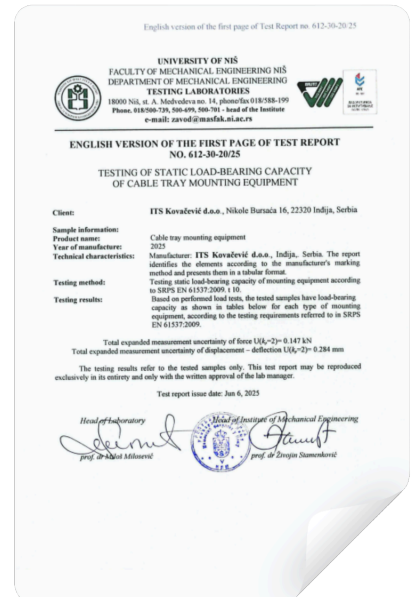 English version of the first page of Test Report no. 612-30-20/25
UNIVERSITY OF NIŠ
FACULTY OF MECHANICAL ENGINEERING NIŠ
DEPARTMENT OF MECHANICAL ENGINEERING
TESTING LABORATORIES
18000 Niš, st. A. Medvedeva no. 14, phone/fax 018/588-199
Phone. 018/500-739, 500-699, 500-701 - head of the Institute
e-mail: zavod@masfak.ni.ac.rs
ENGLISH VERSION OF THE FIRST PAGE OF TEST REPORT
NO. 612-30-20/25
TESTING OF STATIC LOAD-BEARING CAPACITY
OF CABLE TRAY MOUNTING EQUIPMENT
Client: ITS Kovačević d.o.o., Nikole Bursaća 16, 22320 Inđija, Serbia
Sample information:
Product name: Cable tray mounting equipment
Year of manufacture: 2025
Technical characteristics: Manufacturer: ITS Kovačević d.o.o., Inđija,. Serbia. The report
identifies the elements according to the manufacturer's marking
method and presents them in a tabular format.
Testing method: Testing static load-bearing capacity of mounting equipment according
to SRPS EN 61537:2009. t 10.
Testing results: Based on performed load tests, the tested samples have load-bearing
capacity as shown in tables below for each type of mounting
equipment, according to the testing requirements referred to in SRPS
EN 61537:2009.
Total expanded measurement uncertainty of force U(kp=2)= 0.147 kN
Total expanded measurement uncertainty of displacement – deflection U(kp=2)= 0.284 mm
The testing results refer to the tested samples only. This test report may be reproduced
exclusively in its entirety and only with the written approval of the lab manager.
Test report issue date: Jun 6, 2025
Head of Laboratory Head of Institute of Mechanical Engineering
prof. dr Miloš Milošević prof. dr Živojin Stamenković